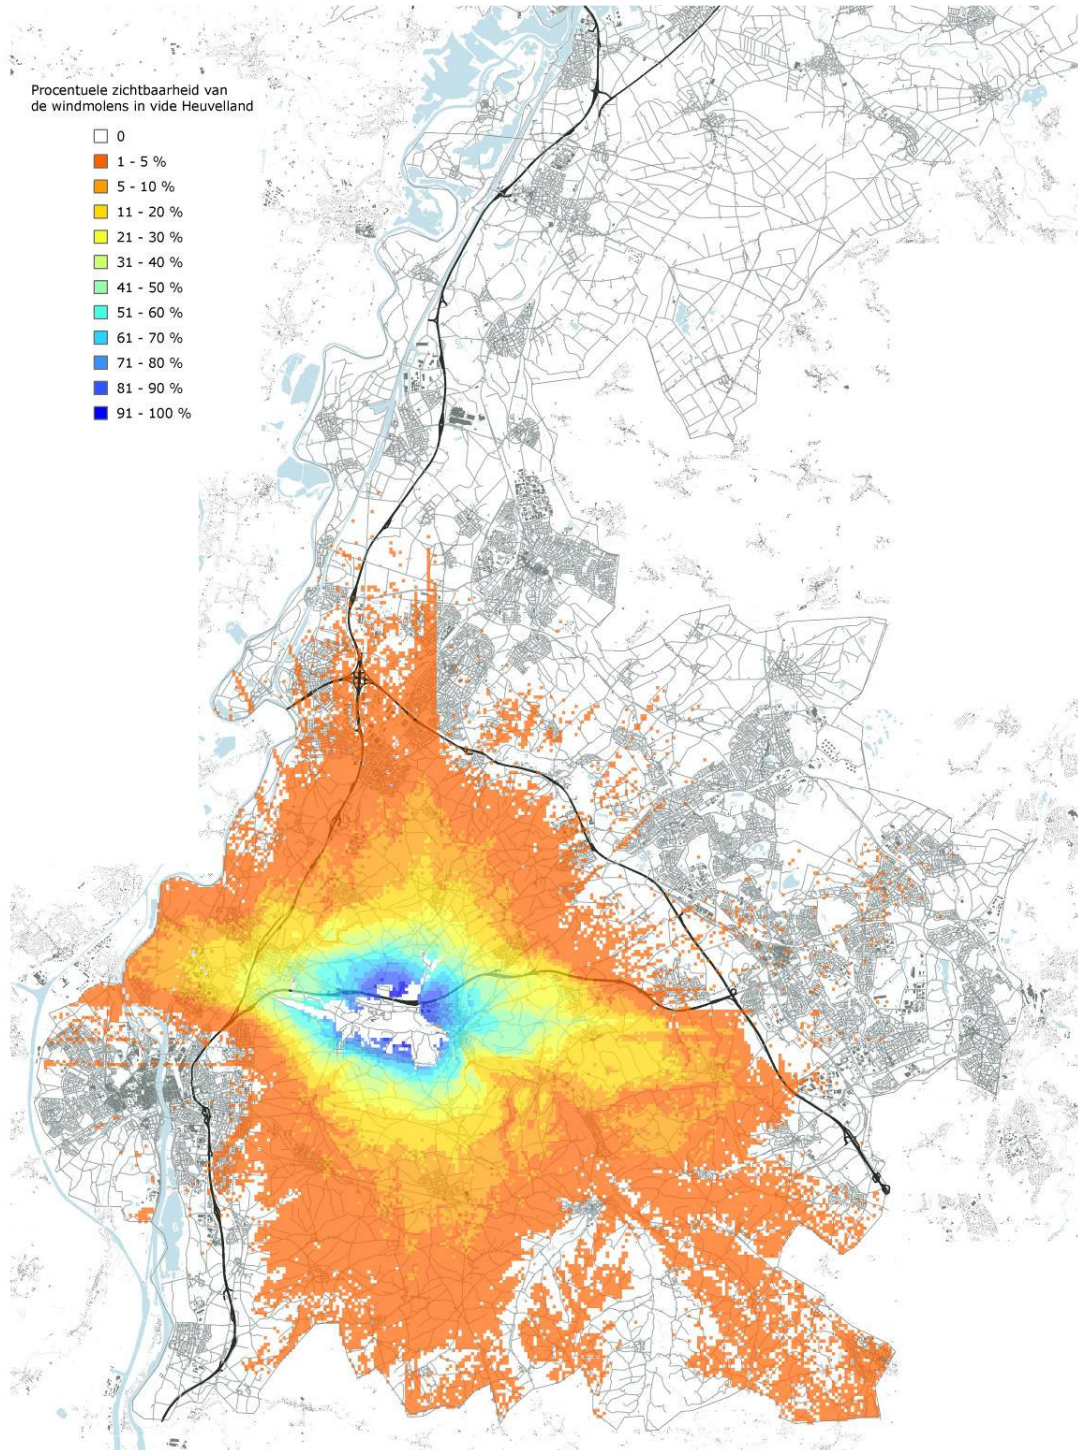 Procentuele zichtbaarheid van
de windmolens in vide Heuvelland
0
1 - 5 %
5 - 10 %
11 - 20 %
21 - 30 %
31 - 40 %
41 - 50 %
51 - 60 %
61 - 70 %
71 - 80 %
81 - 90 %
91 - 100 %